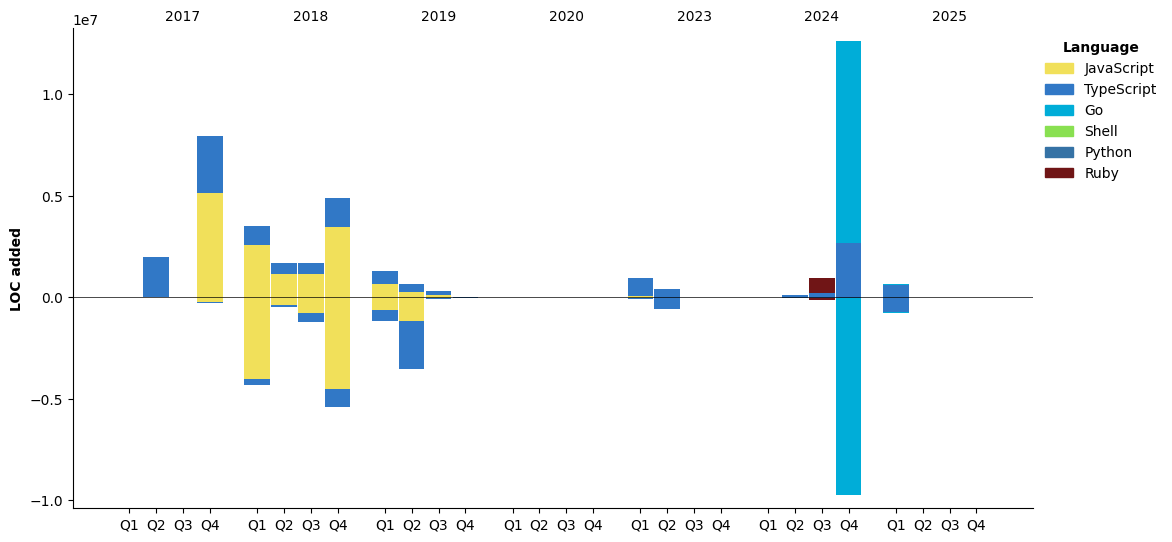 1e7
2017 2018 2019 2020 2023 2024 2025
Language
JavaScript
TypeScript
Go
Shell
Python
Ruby
LOC added
1.0
0.5
0.0
−0.5
−1.0
Q1 Q2 Q3 Q4 Q1 Q2 Q3 Q4 Q1 Q2 Q3 Q4 Q1 Q2 Q3 Q4 Q1 Q2 Q3 Q4 Q1 Q2 Q3 Q4 Q1 Q2 Q3 Q4